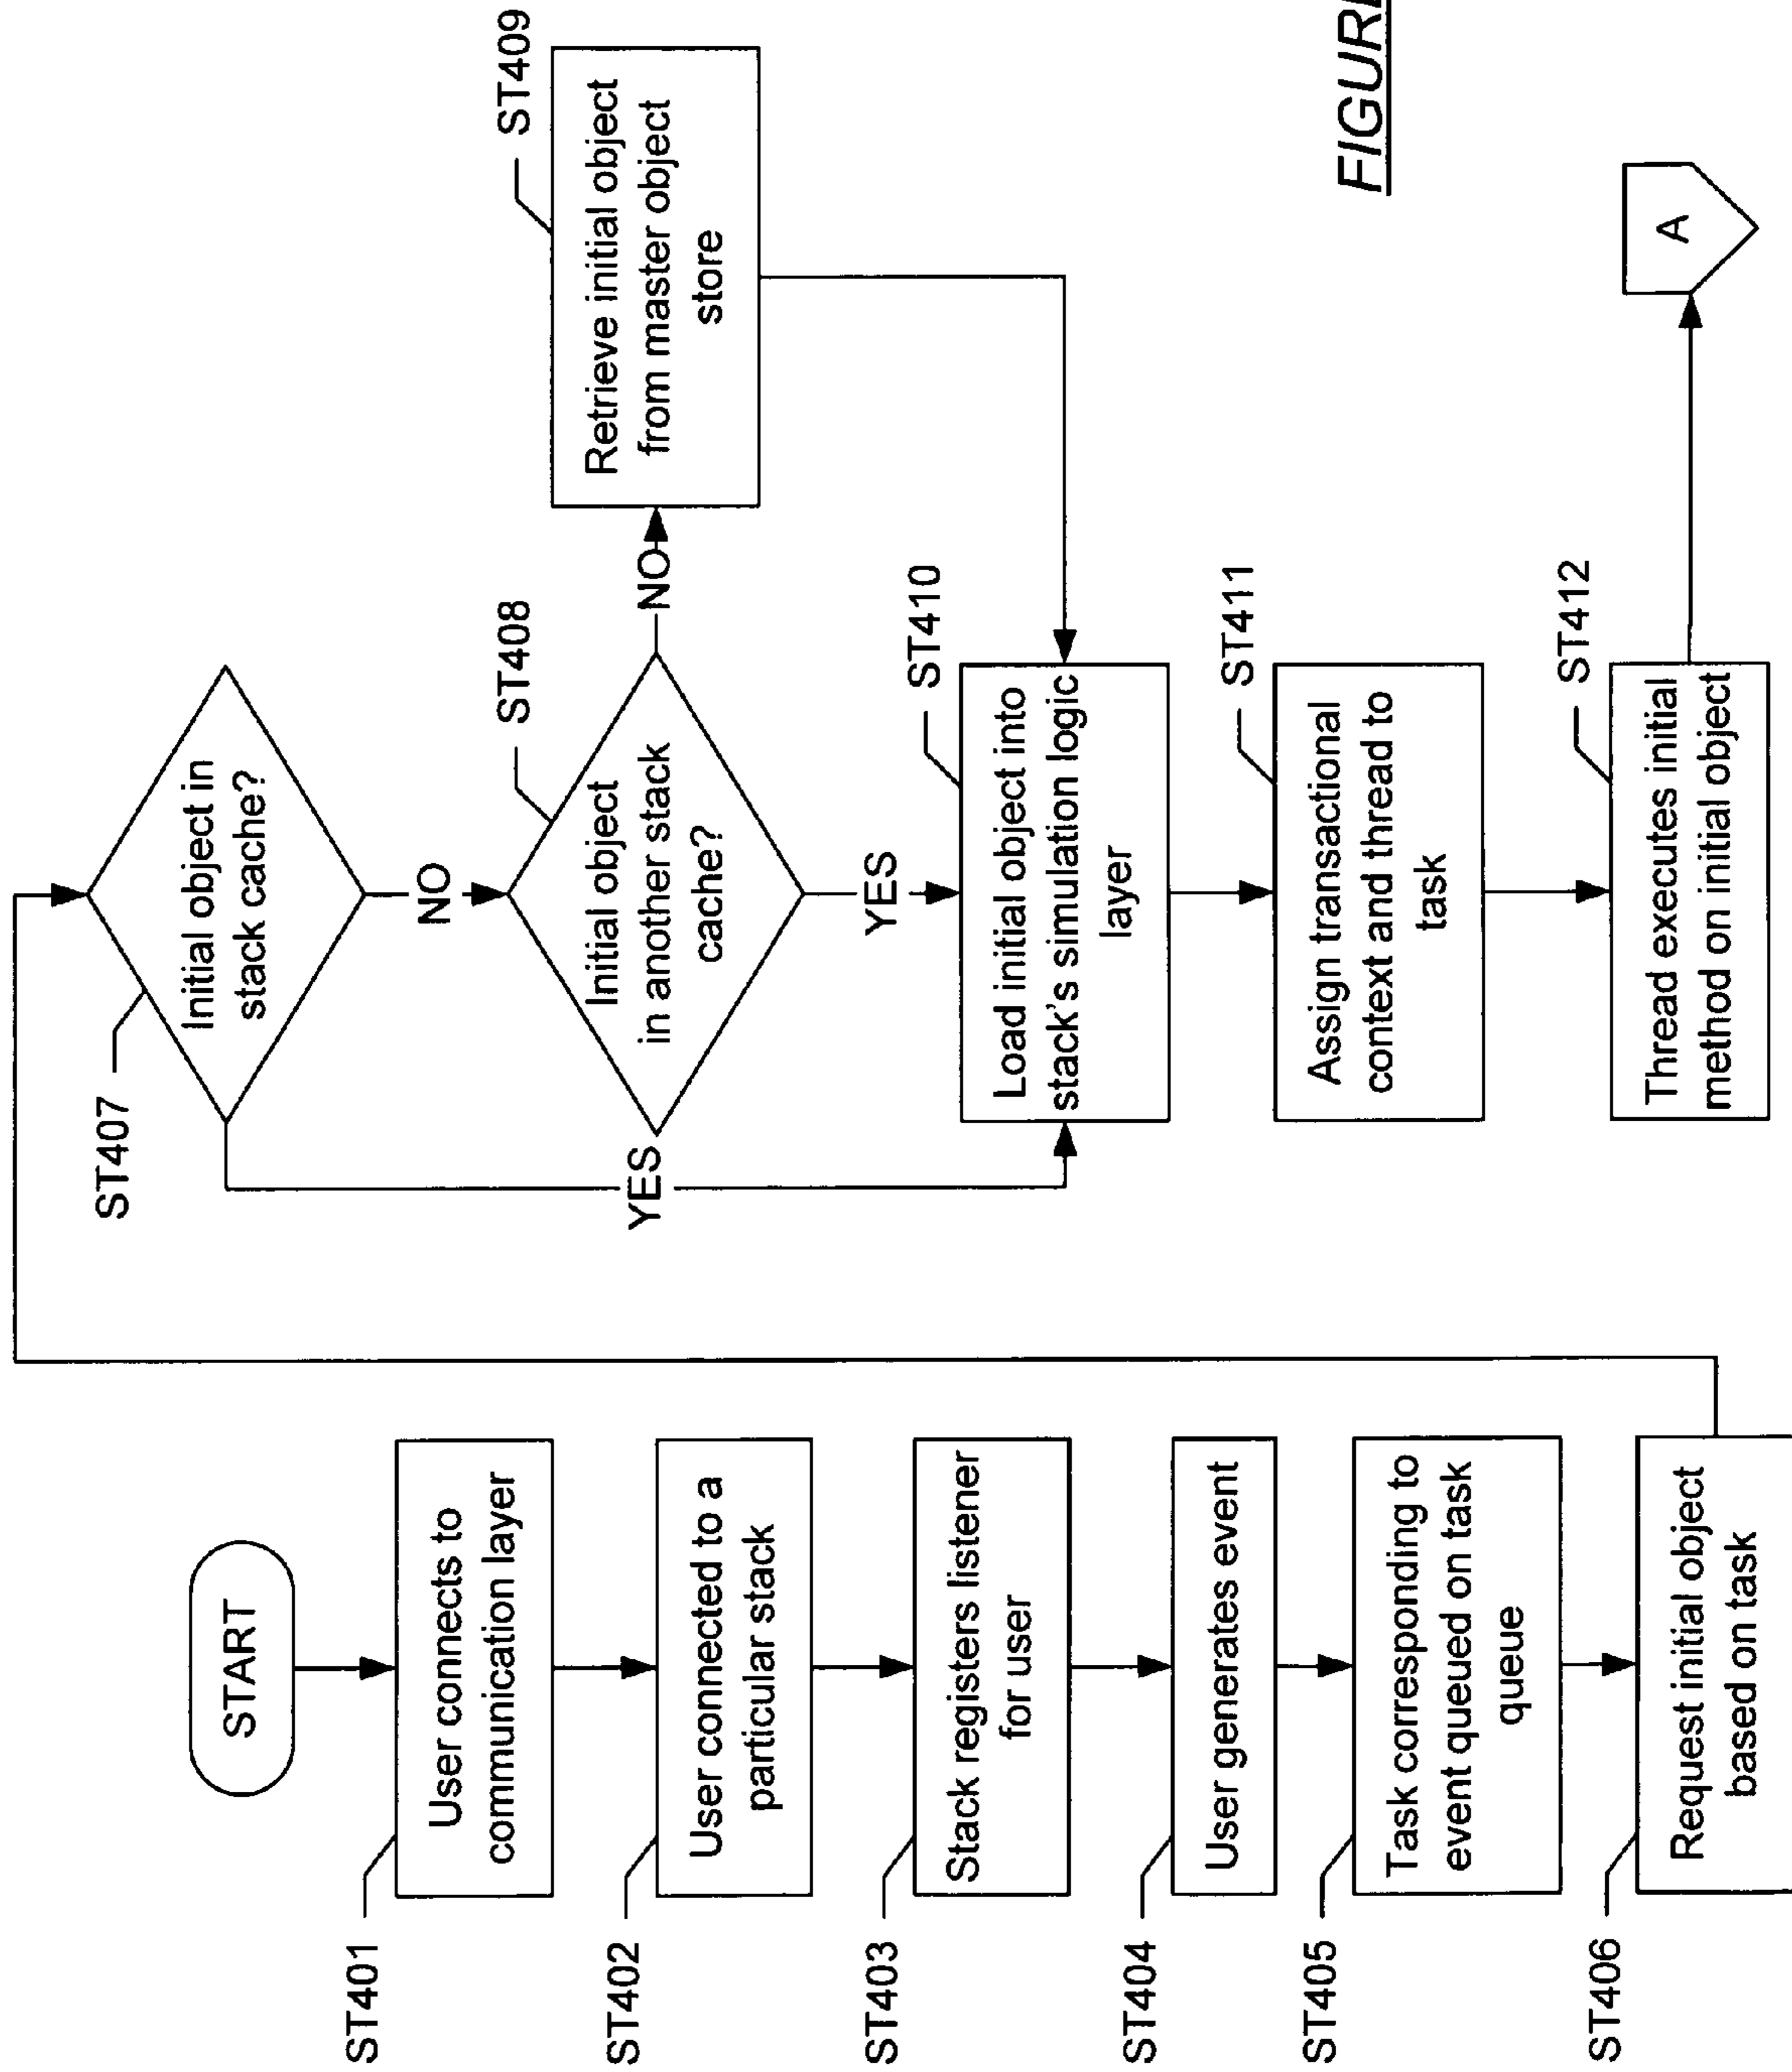 START
ST401
User connects to
communication layer
ST402
User connected to a
particular stack
ST403
Stack registers listener
for user
ST404
User generates event
ST405
Task corresponding to
event queued on task
queue
ST406
Request initial object
based on task
ST407
Initial object in
stack cache?
YES
NO
ST408
Initial object
in another stack
cache?
NO
YES
ST409
Retrieve initial object
from master object
store
ST410
Load initial object into
stack's simulation logic
layer
ST411
Assign transactional
context and thread to
task
ST412
Thread executes initial
method on initial object
A